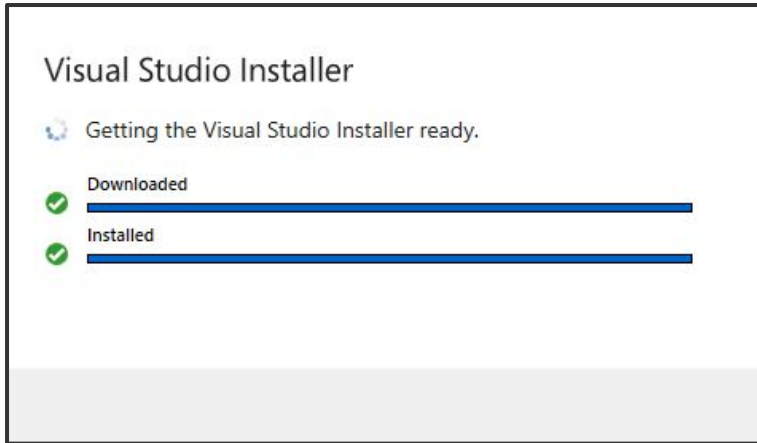 Visual Studio Installer
Getting the Visual Studio Installer ready.
Downloaded
Installed